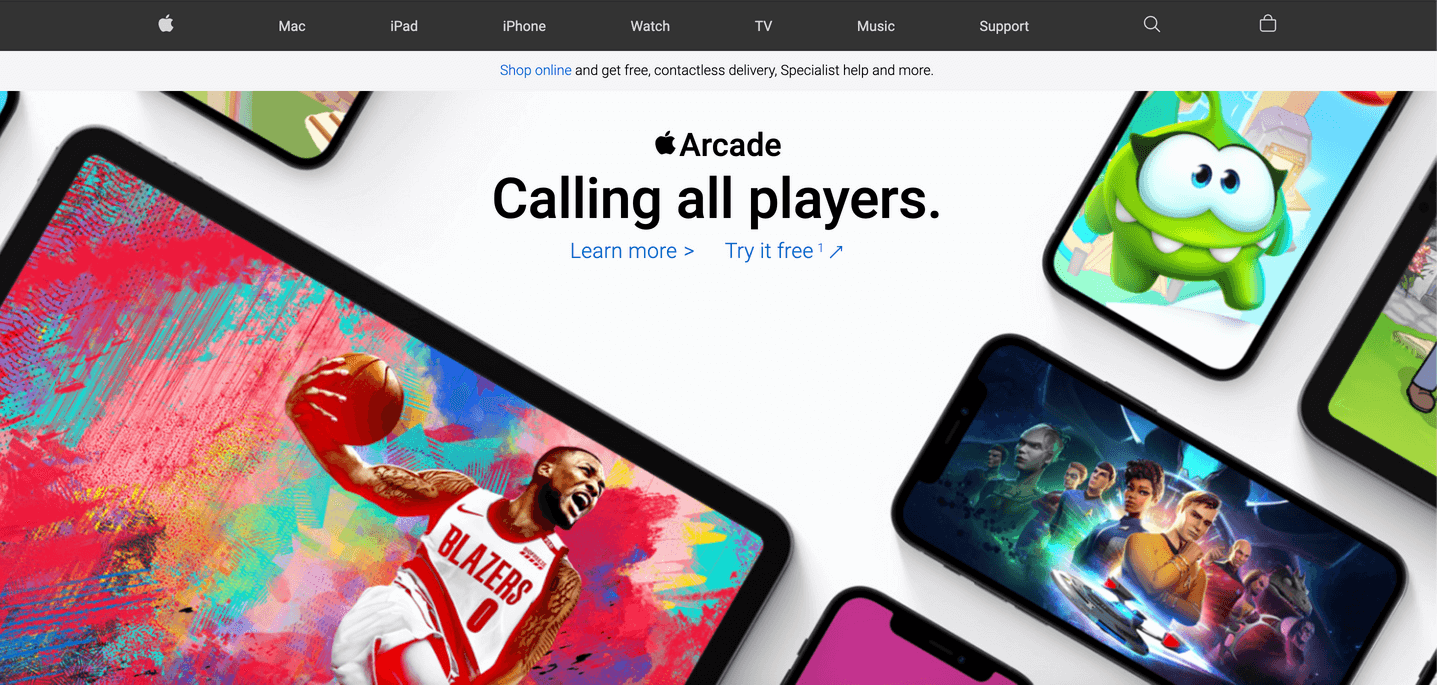 Mac iPad iPhone Watch TV Music Support
Shop online and get free, contactless delivery, Specialist help and more.
Arcade
Calling all players.
Learn more > Try it free ¹ ↗
BLAZERS
0